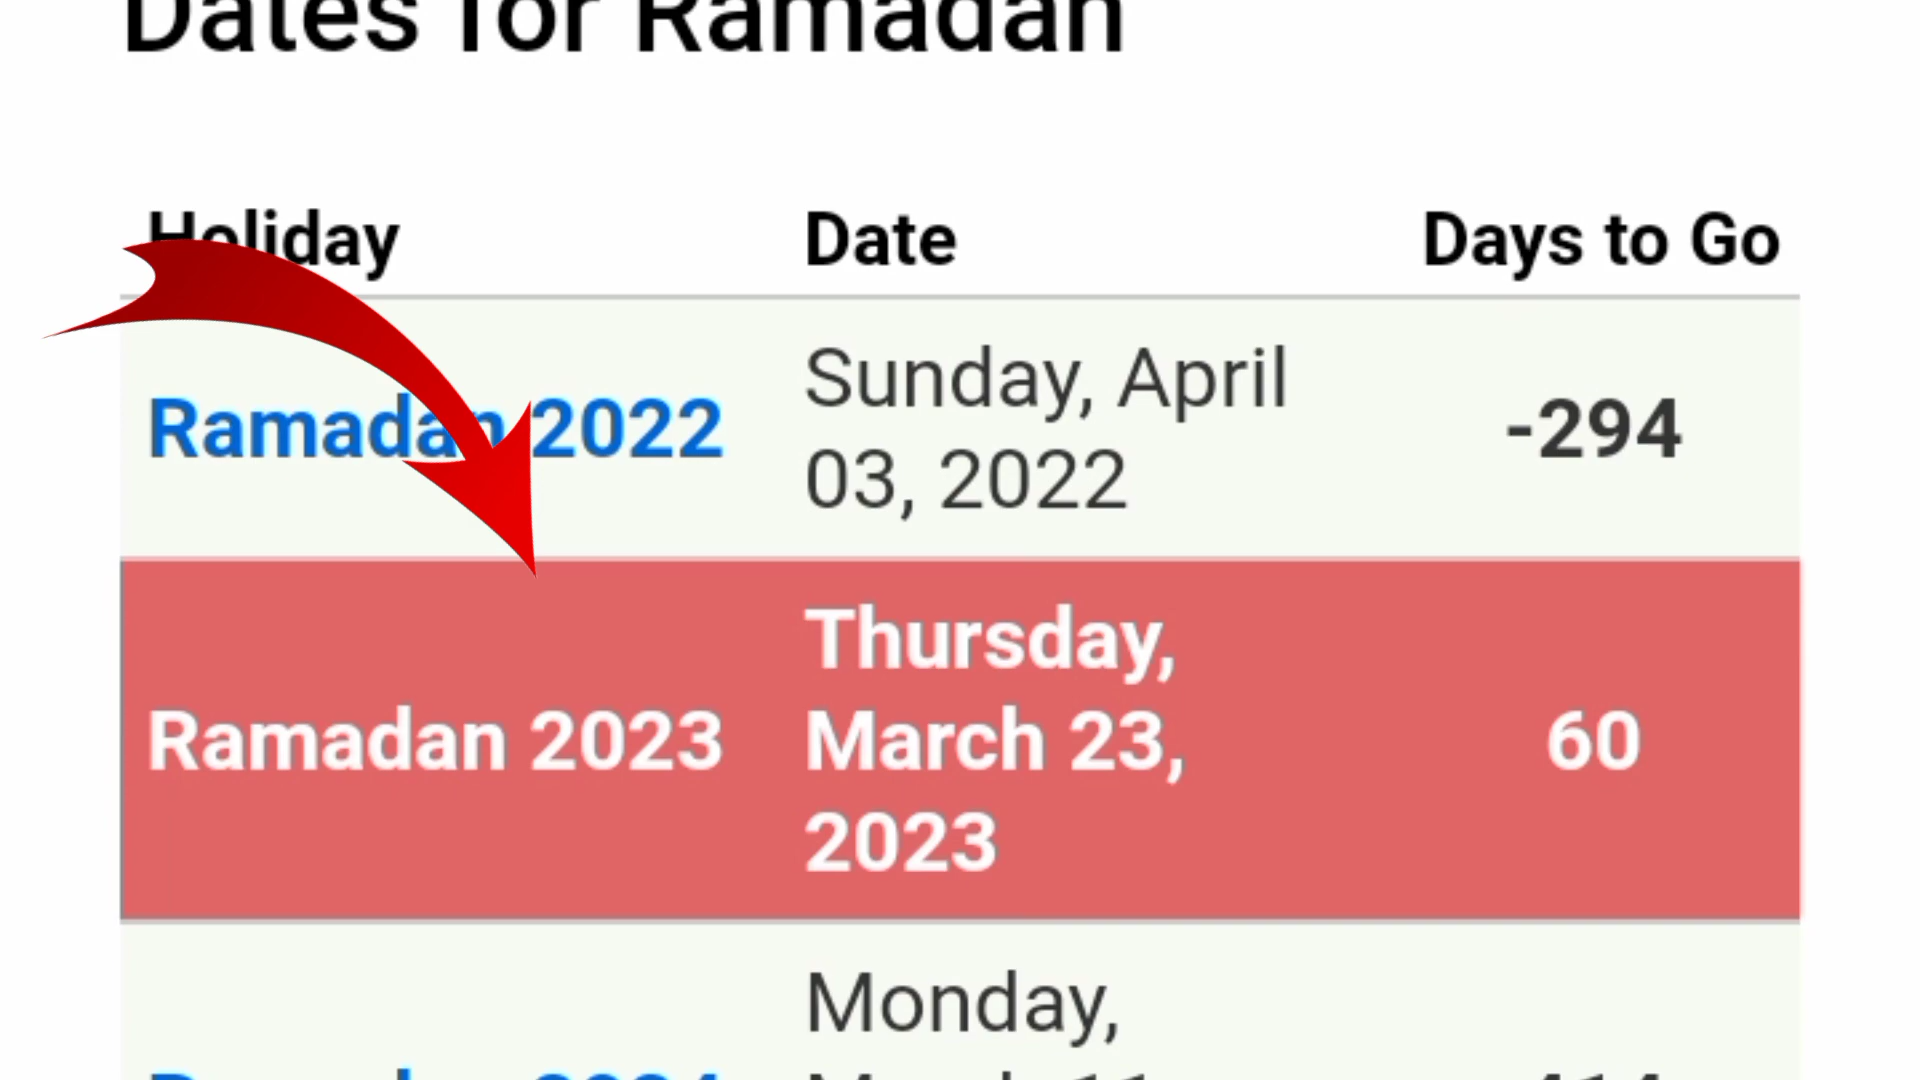 Dates for Ramadan
Holiday Date Days to Go
Sunday, April
Ramadan 2022 -294
03, 2022
Thursday,
Ramadan 2023 March 23, 60
2023
Monday,